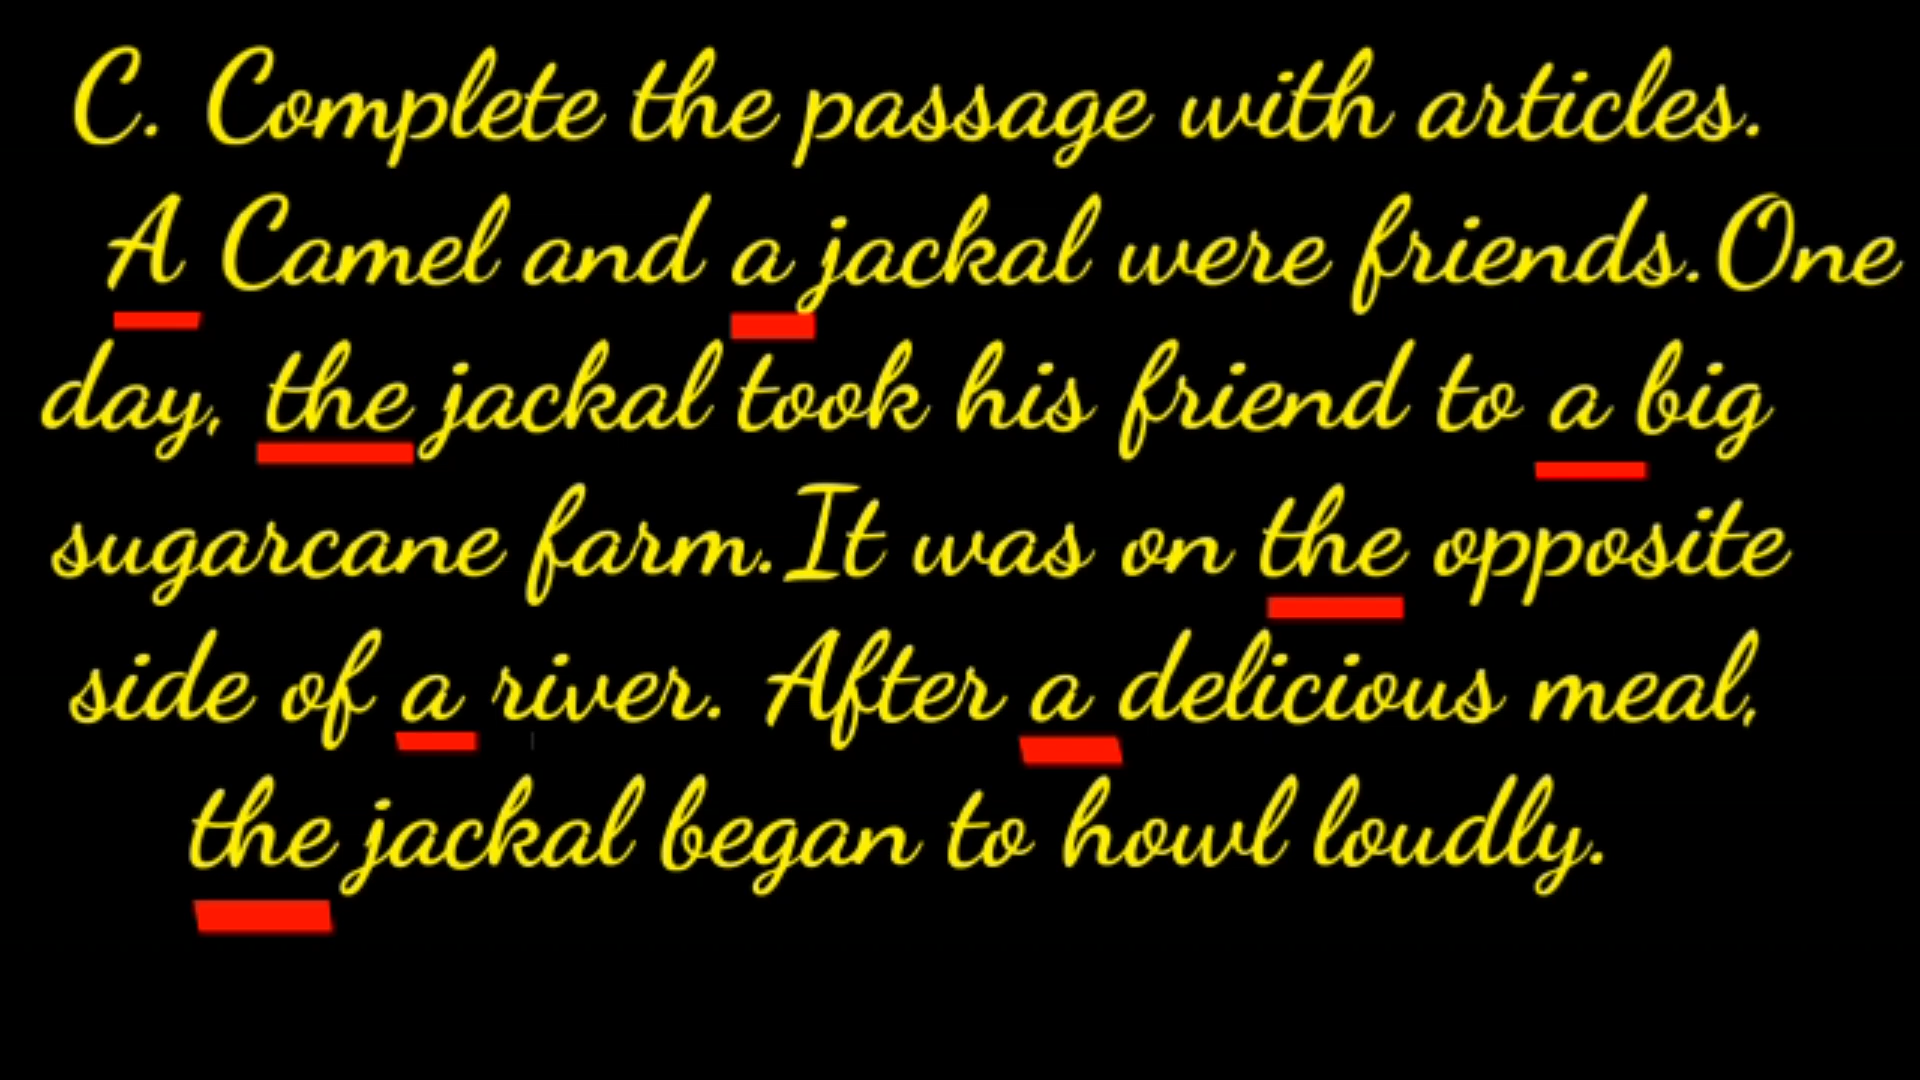 C. Complete the passage with articles.
A Camel and a jackal were friends.One
day, the jackal took his friend to a big
sugarcane farm.It was on the opposite
side of a river. After a delicious meal,
the jackal began to howl loudly.